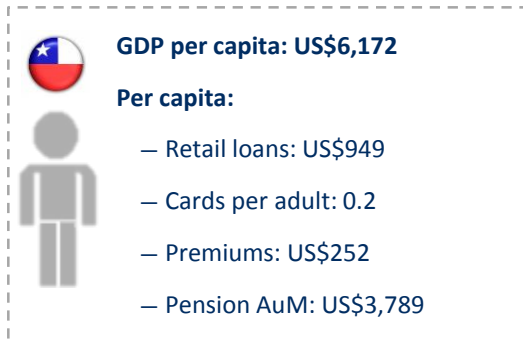 GDP per capita: US$6,172
Per capita:
— Retail loans: US$949
— Cards per adult: 0.2
— Premiums: US$252
— Pension AuM: US$3,789